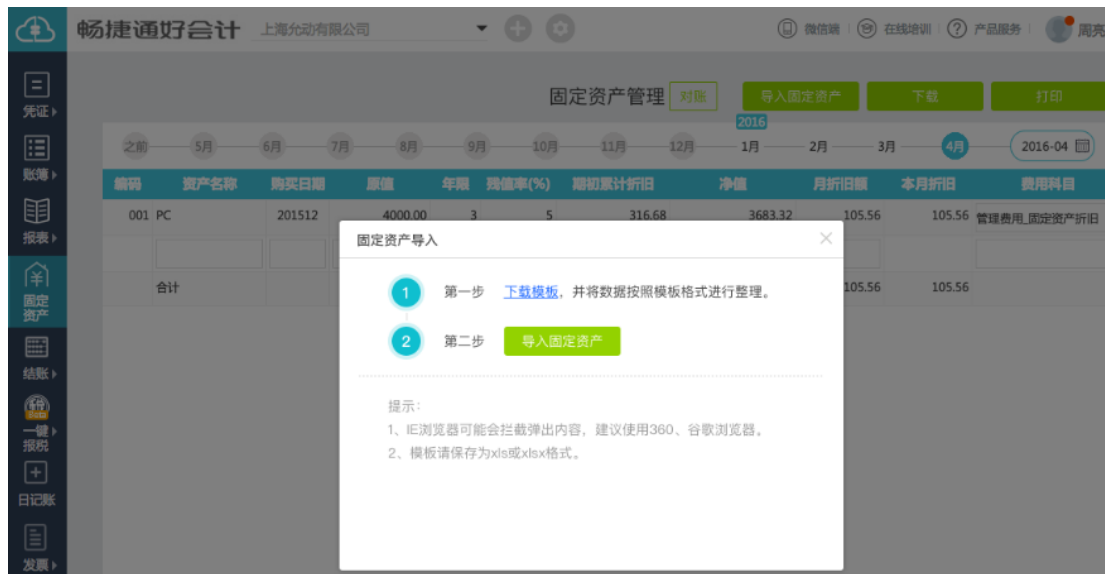 畅捷通好会计 上海允动有限公司 微信端 在线培训 产品服务 周亮
固定资产管理 对账 导入固定资产 下载 打印
2016
之前 5月 6月 7月 8月 9月 10月 11月 12月 1月 2月 3月 4月 2016-04
编码 资产名称 购买日期 原值 年限 残值率(%) 期初累计折旧 净值 月折旧额 本月折旧 费用科目
001 PC 201512 4000.00 3 5 316.68 3683.32 105.56 105.56 管理费用_固定资产折旧
合计 105.56 105.56
凭证
账簿
报表
固定
资产
结账
Beta
一键
报税
日记账
发票
固定资产导入
1 第一步 下载模板，并将数据按照模板格式进行整理。
2 第二步 导入固定资产
提示：
1、IE浏览器可能会拦截弹出内容，建议使用360、谷歌浏览器。
2、模板请保存为xls或xlsx格式。